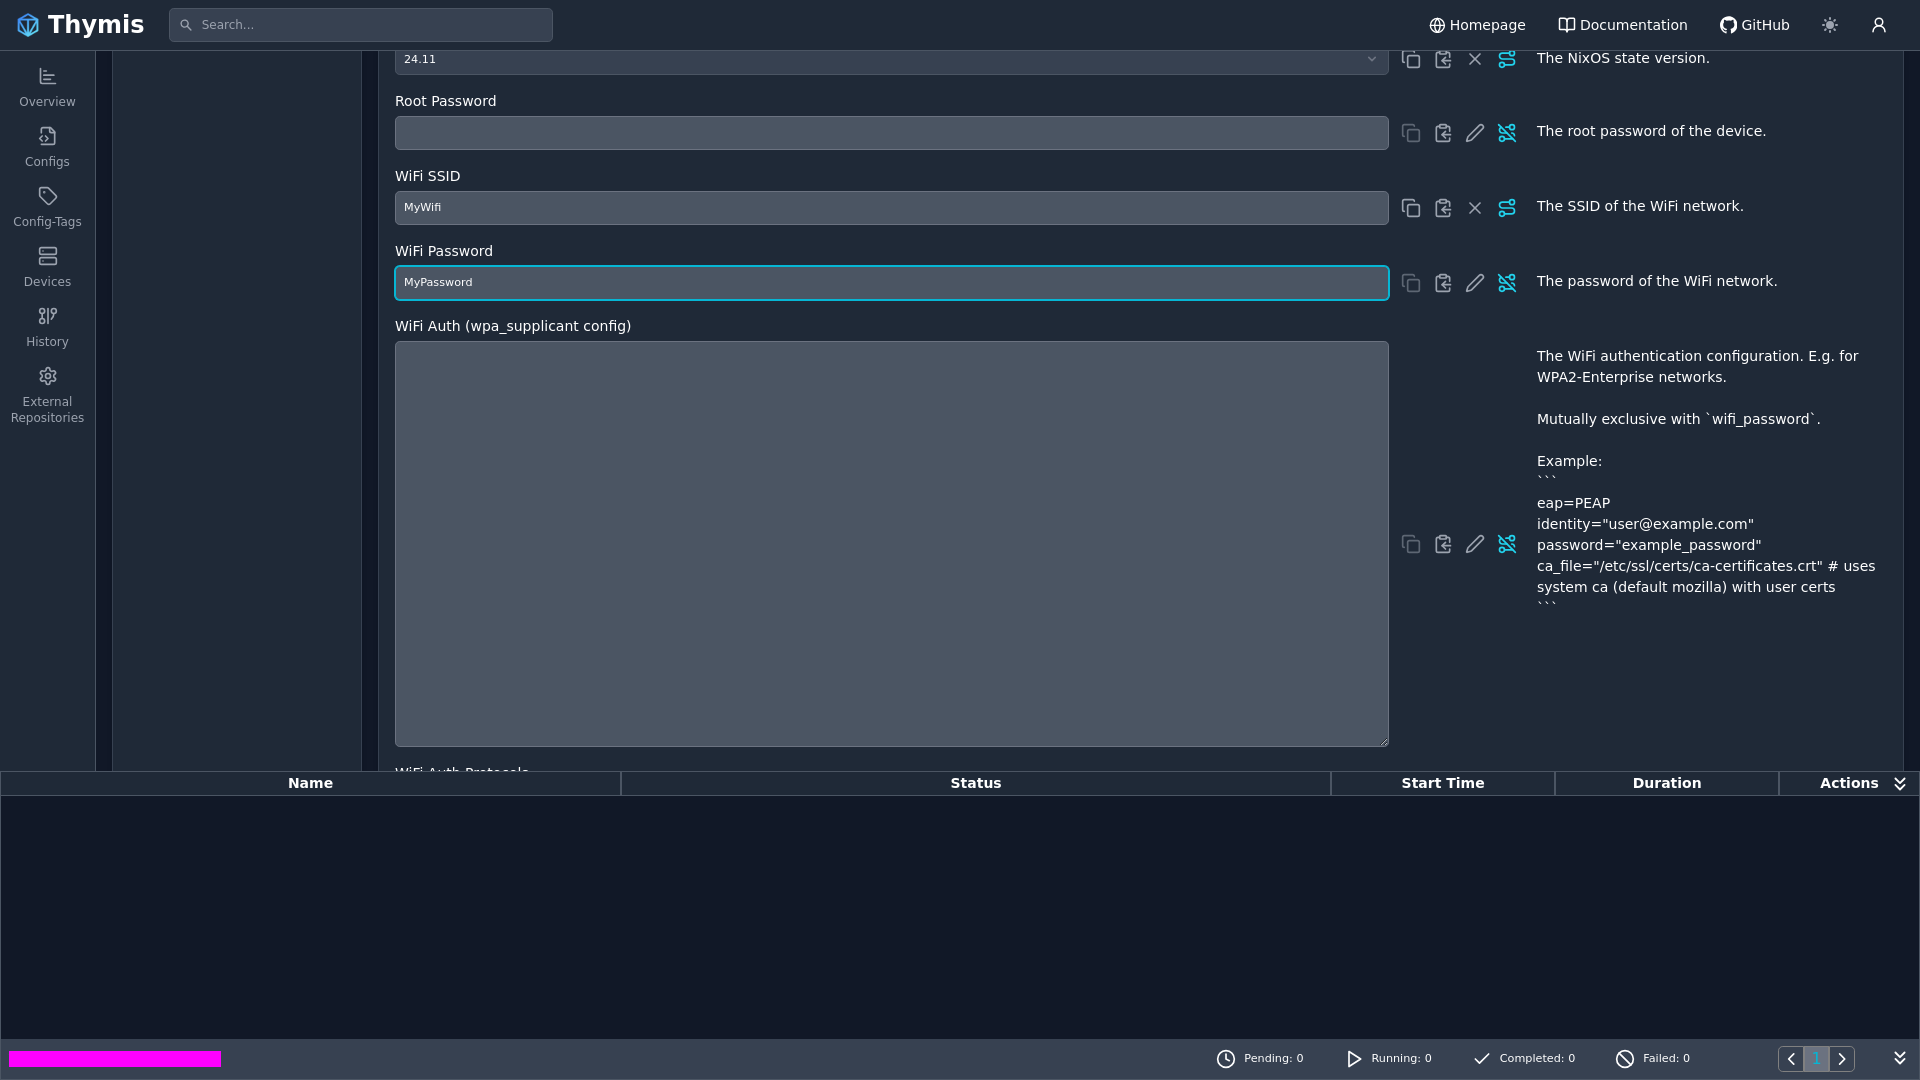 Thymis
Search...
Homepage
Documentation
GitHub
Overview
Configs
Config-Tags
Devices
History
External
Repositories
24.11
The NixOS state version.
Root Password
The root password of the device.
WiFi SSID
MyWifi
The SSID of the WiFi network.
WiFi Password
MyPassword
The password of the WiFi network.
WiFi Auth (wpa_supplicant config)
The WiFi authentication configuration. E.g. for
WPA2-Enterprise networks.
Mutually exclusive with `wifi_password`.
Example:
```
eap=PEAP
identity="user@example.com"
password="example_password"
ca_file="/etc/ssl/certs/ca-certificates.crt" # uses
system ca (default mozilla) with user certs
```
WiFi Auth Protocols
Name
Status
Start Time
Duration
Actions
Pending: 0
Running: 0
Completed: 0
Failed: 0
1